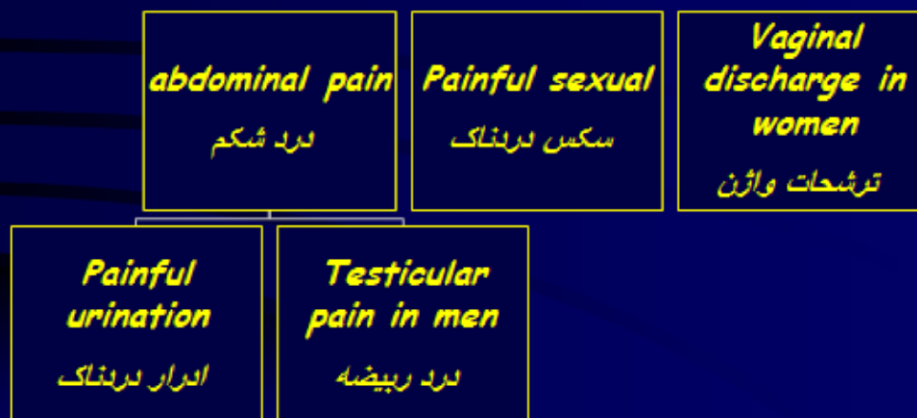 abdominal pain
درد شکم
Painful sexual
سکس دردناک
Vaginal
discharge in
women
ترشحات واژن
Painful
urination
ادرار دردناک
Testicular
pain in men
درد ربیضه